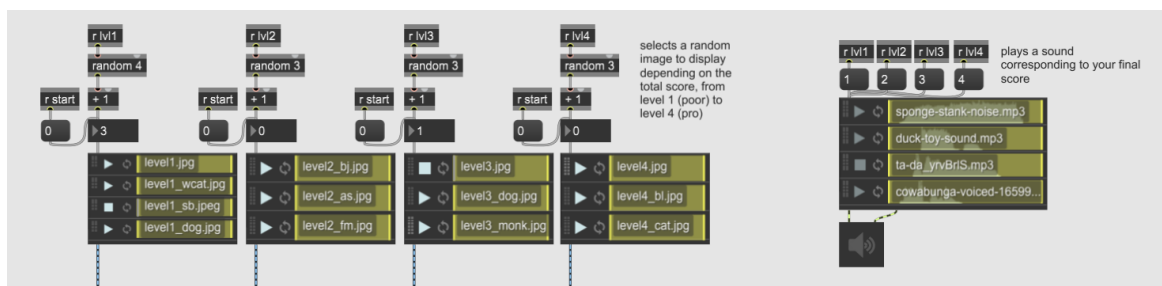 r lvl1
random 4
r start
+ 1
0
3
level1.jpg
level1_wcat.jpg
level1_sb.jpeg
level1_dog.jpg
r lvl2
random 3
r start
+ 1
0
0
level2_bj.jpg
level2_as.jpg
level2_fm.jpg
r lvl3
random 3
r start
+ 1
0
1
level3.jpg
level3_dog.jpg
level3_monk.jpg
r lvl4
random 3
r start
+ 1
0
0
level4.jpg
level4_bl.jpg
level4_cat.jpg
selects a random
image to display
depending on the
total score, from
level 1 (poor) to
level 4 (pro)
r lvl1 r lvl2 r lvl3 r lvl4
1 2 3 4
plays a sound
corresponding to your final
score
sponge-stank-noise.mp3
duck-toy-sound.mp3
ta-da_yrvBrlS.mp3
cowabunga-voiced-16599...